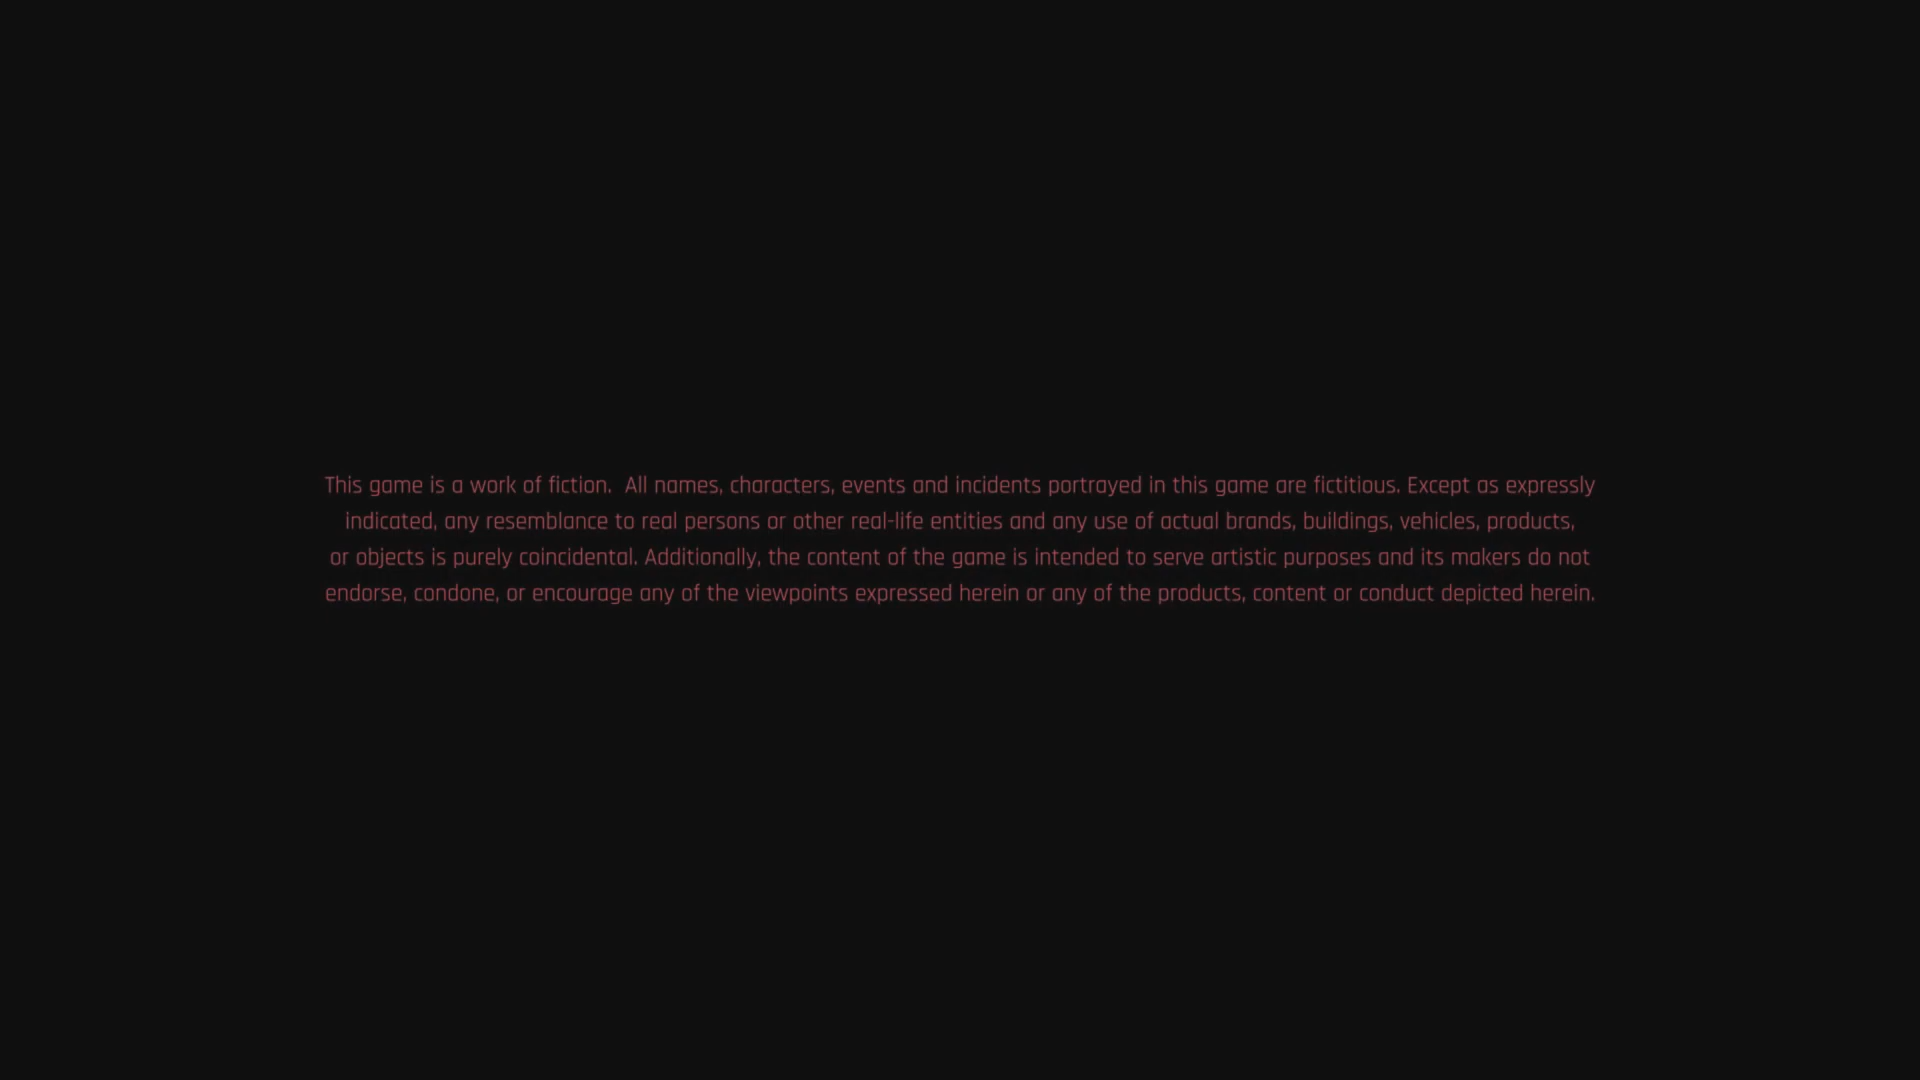 This game is a work of fiction.  All names, characters, events and incidents portrayed in this game are fictitious. Except as expressly
indicated, any resemblance to real persons or other real-life entities and any use of actual brands, buildings, vehicles, products,
or objects is purely coincidental. Additionally, the content of the game is intended to serve artistic purposes and its makers do not
endorse, condone, or encourage any of the viewpoints expressed herein or any of the products, content or conduct depicted herein.